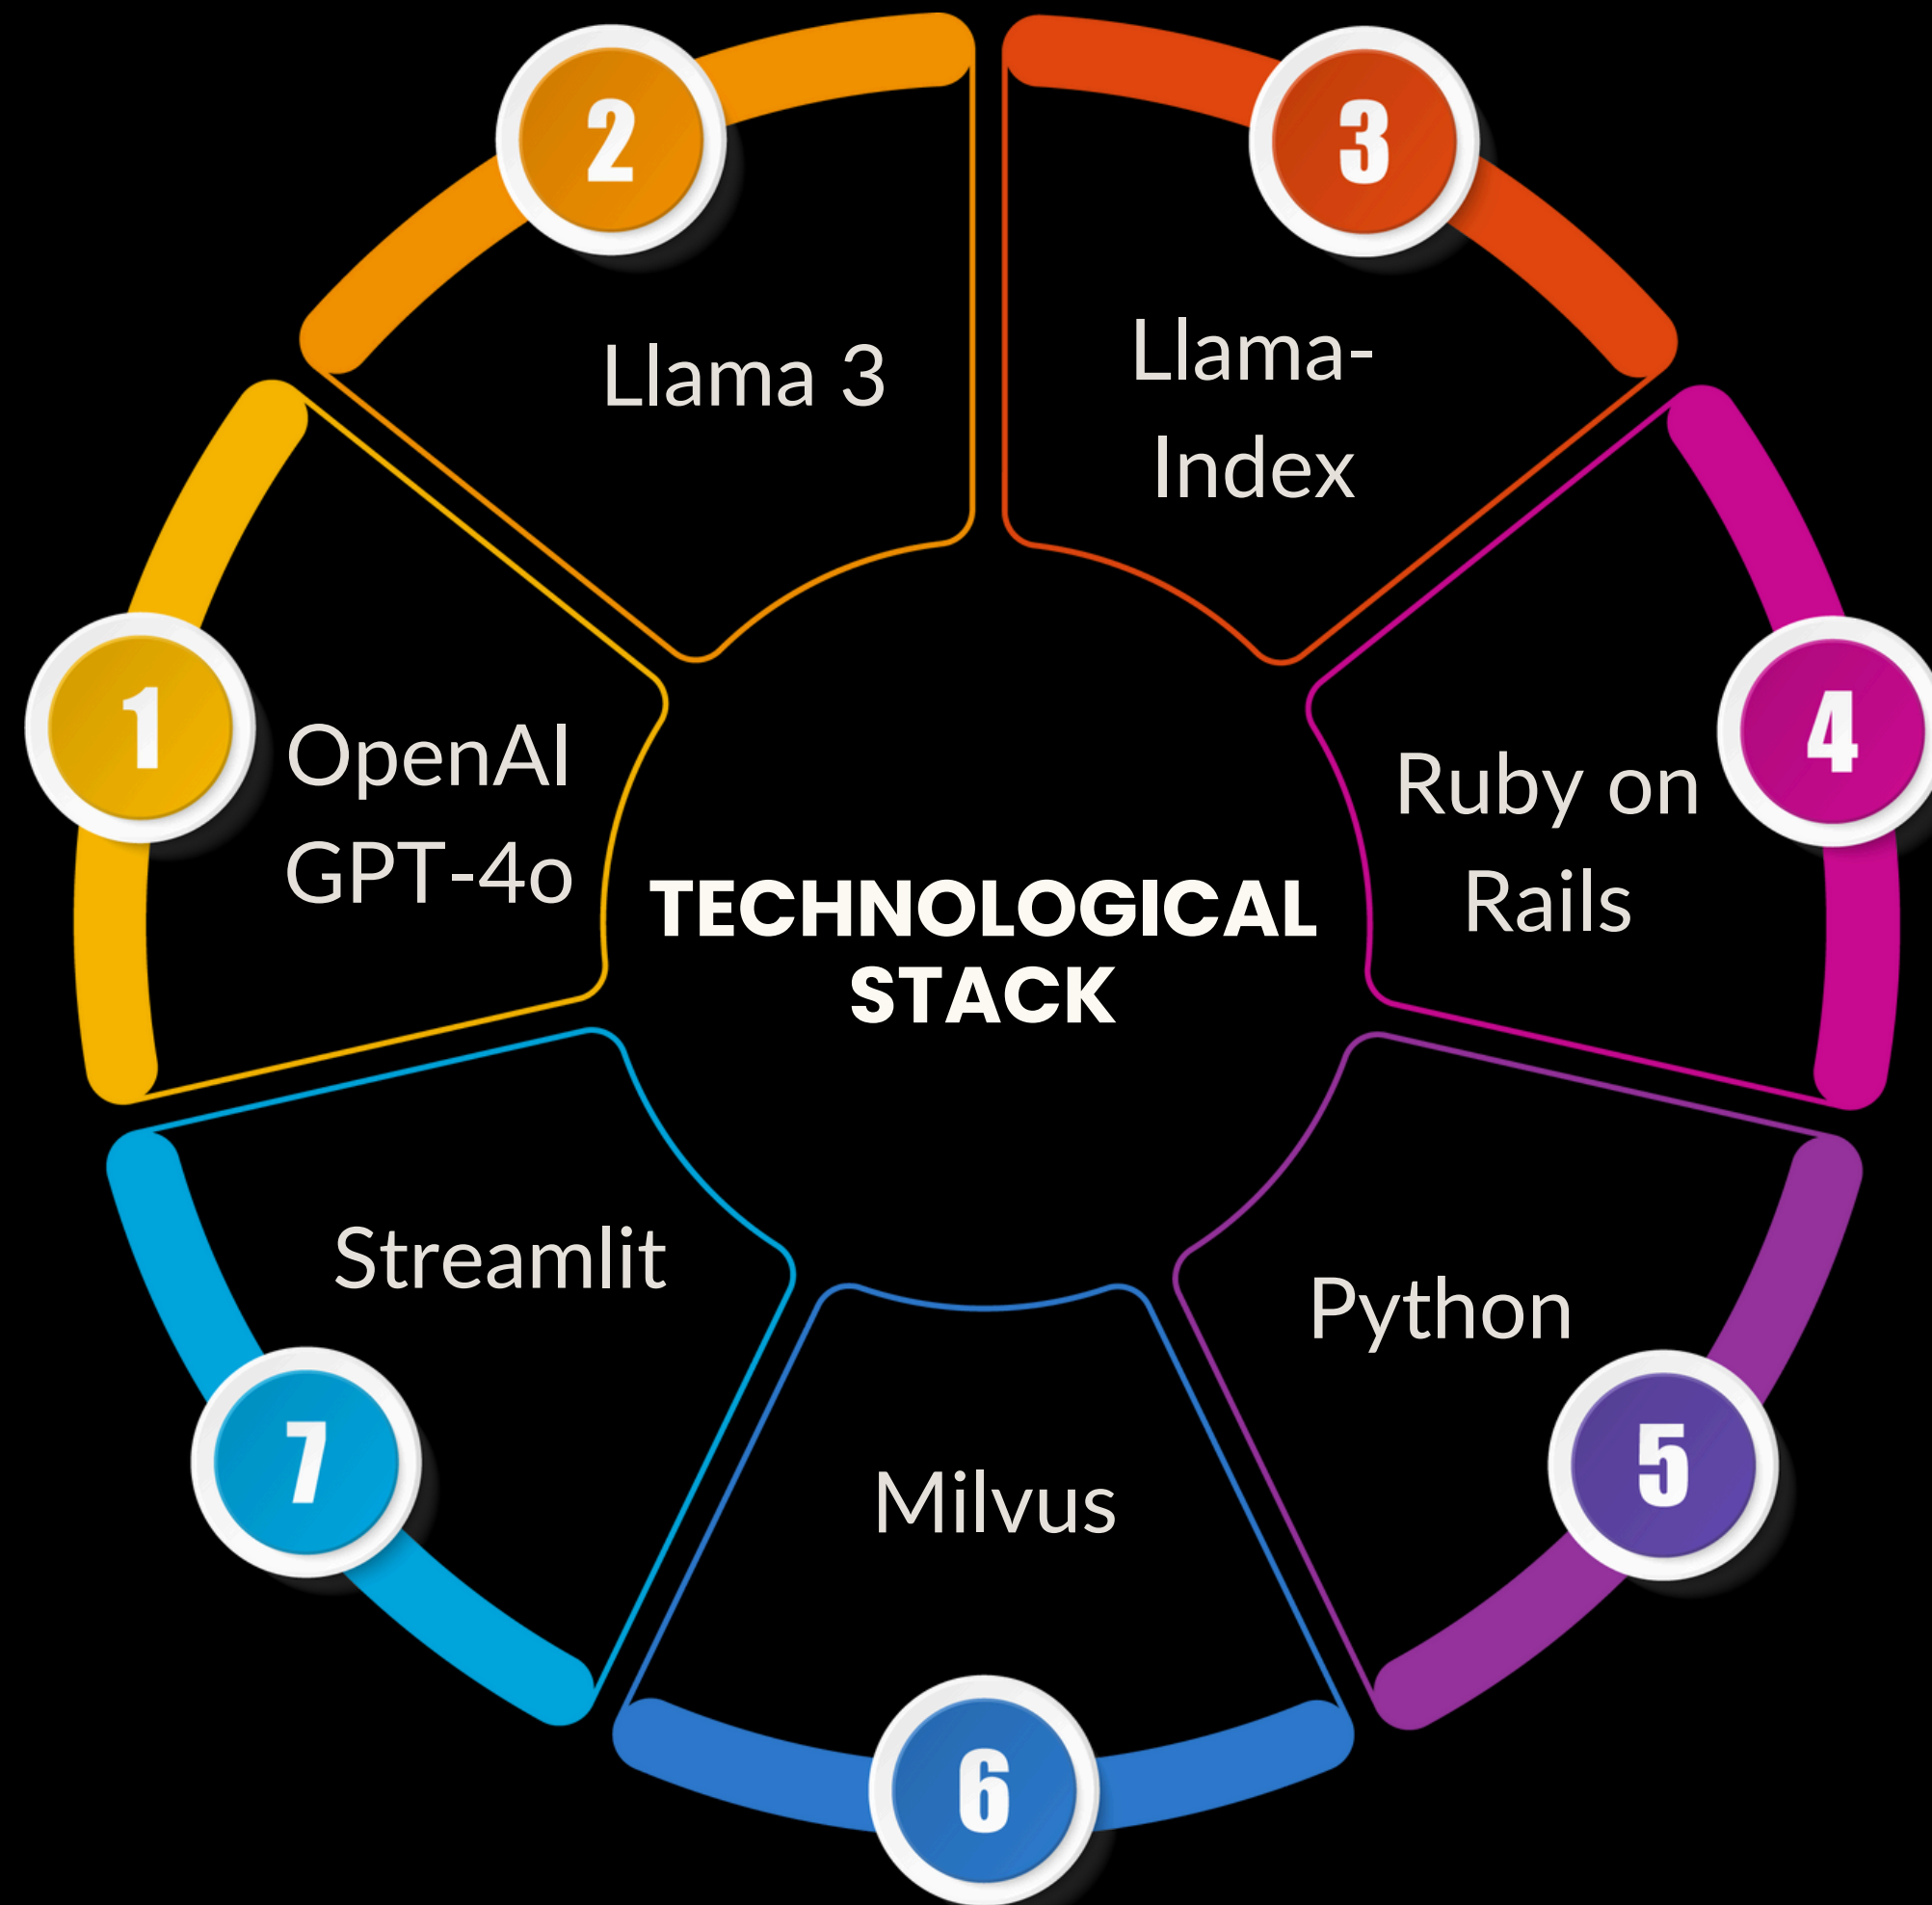 1
OpenAI
GPT-4o
2
Llama 3
3
Llama-
Index
4
Ruby on
Rails
5
Python
6
Milvus
7
Streamlit
TECHNOLOGICAL
STACK